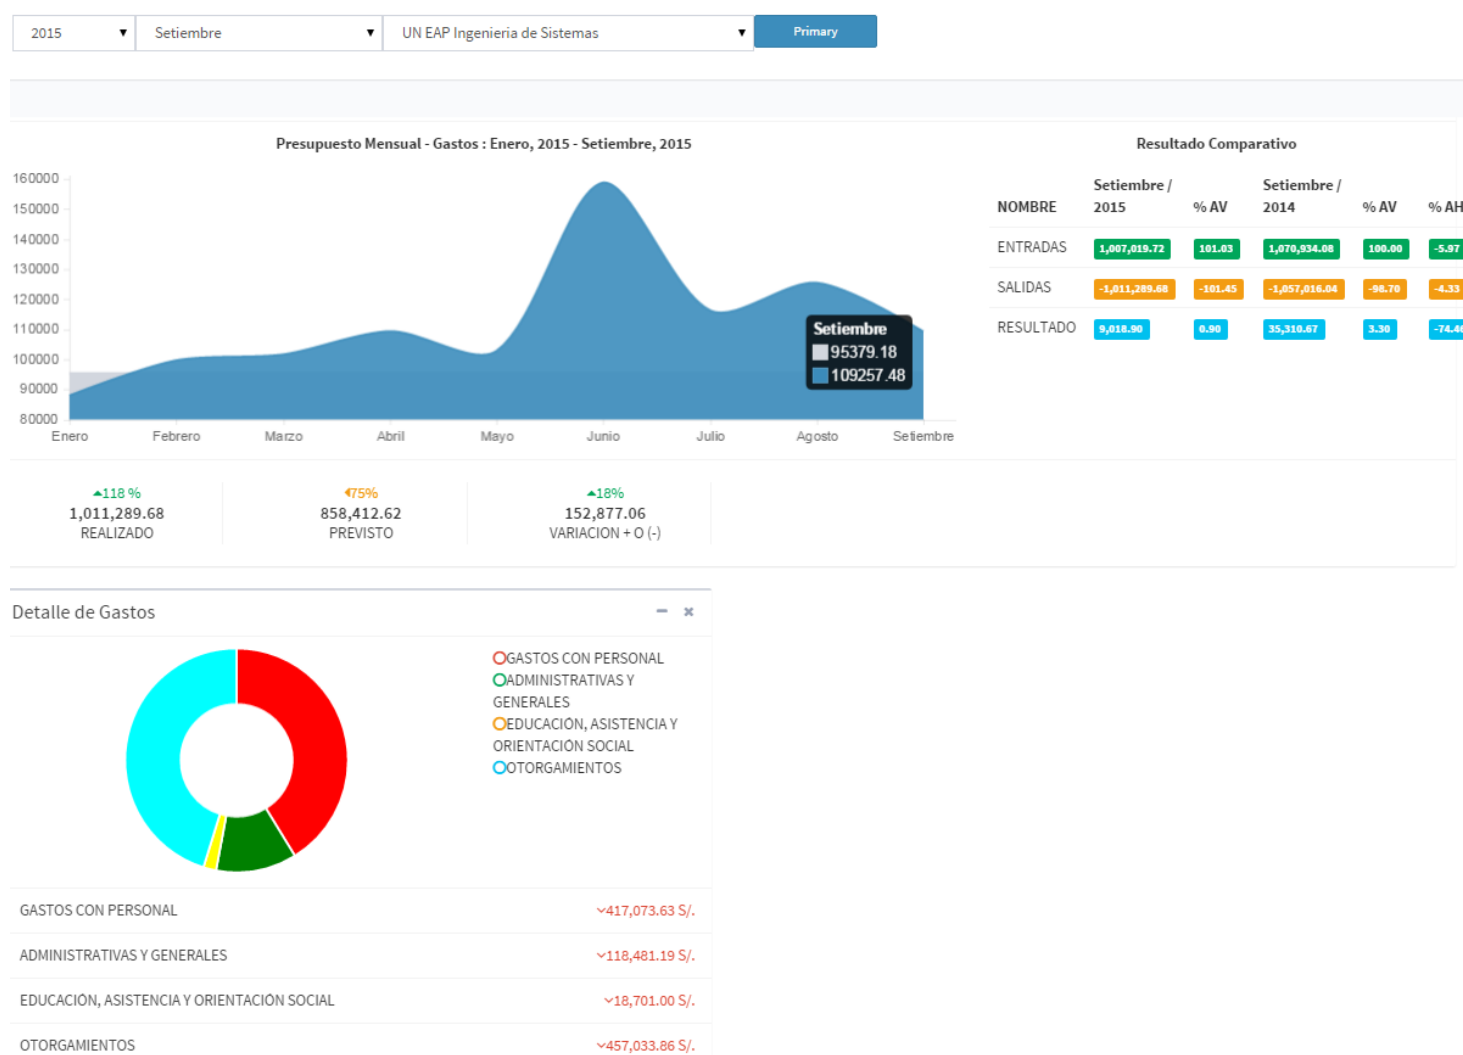 2015 Setiembre UN EAP Ingenieria de Sistemas Primary
Presupuesto Mensual - Gastos : Enero, 2015 - Setiembre, 2015
160000
150000
140000
130000
120000
110000
100000
90000
80000
Enero Febrero Marzo Abril Mayo Junio Julio Agosto Setiembre
Setiembre
95379.18
109257.48
Resultado Comparativo
NOMBRE Setiembre / 2015 % AV Setiembre / 2014 % AV % AH
ENTRADAS 1,007,019.72 101.03 1,070,934.08 100.00 -5.97
SALIDAS -1,011,289.68 -101.45 -1,057,016.04 -98.70 -4.33
RESULTADO 9,018.90 0.90 35,310.67 3.30 -74.46
118 % 75% 18%
1,011,289.68 858,412.62 152,877.06
REALIZADO PREVISTO VARIACION + O (-)
Detalle de Gastos
GASTOS CON PERSONAL
ADMINISTRATIVAS Y
GENERALES
EDUCACIÓN, ASISTENCIA Y
ORIENTACIÓN SOCIAL
OTORGAMIENTOS
GASTOS CON PERSONAL 417,073.63 S/.
ADMINISTRATIVAS Y GENERALES 118,481.19 S/.
EDUCACIÓN, ASISTENCIA Y ORIENTACIÓN SOCIAL 18,701.00 S/.
OTORGAMIENTOS 457,033.86 S/.